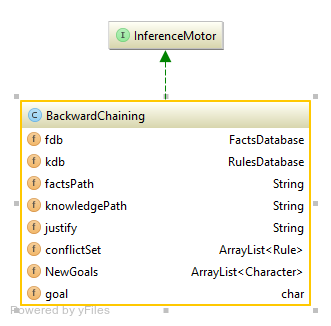 I InferenceMotor
C BackwardChaining
f fdb FactsDatabase
f kdb RulesDatabase
f factsPath String
f knowledgePath String
f justify String
f conflictSet ArrayList<Rule>
f NewGoals ArrayList<Character>
f goal char
Powered by yFiles